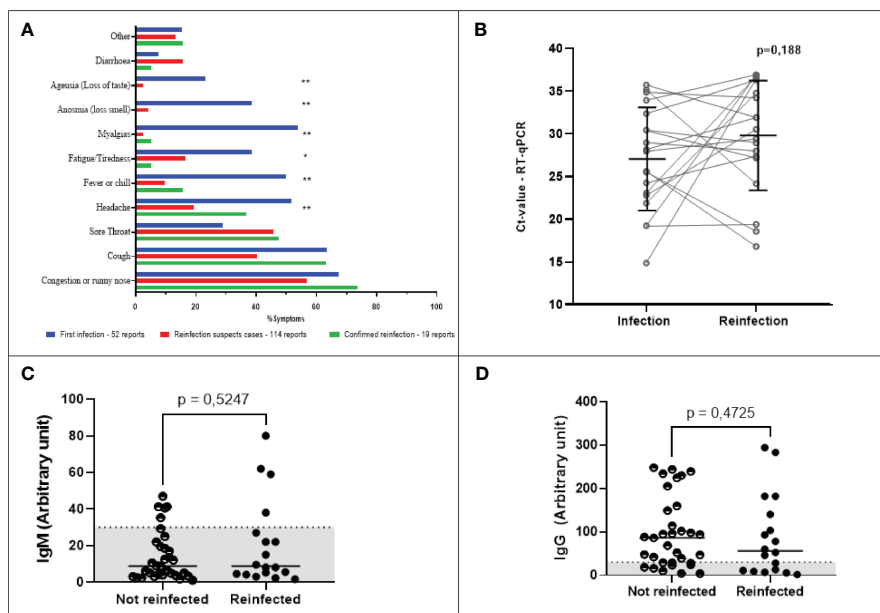 A
Other
Diarrhoea
Ageusia (Loss of taste)
**
Anosmia (loss smell)
**
Myalgias
**
Fatigue/Tiredness
*
Fever or chill
**
Headache
**
Sore Throat
Cough
Congestion or runny nose
0 20 40 60 80 100
%Symptoms
First infection - 52 reports
Reinfection suspects cases - 114 reports
Confirmed reinfection - 19 reports
B
p=0,188
Ct-value - RT-qPCR
40
35
30
25
20
15
10
Infection Reinfection
C
p = 0,5247
IgM (Arbitrary unit)
100
80
60
40
20
15
10
5
0
Not reinfected Reinfected
D
p = 0,4725
IgG (Arbitrary unit)
400
300
200
100
0
Not reinfected Reinfected